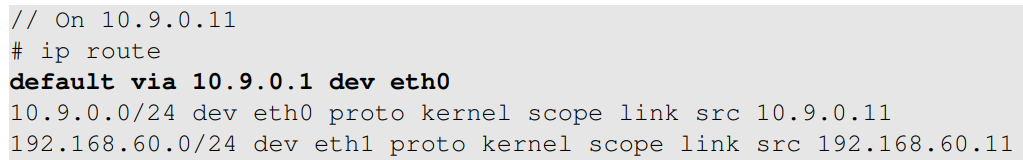 // On 10.9.0.11
# ip route
default via 10.9.0.1 dev eth0
10.9.0.0/24 dev eth0 proto kernel scope link src 10.9.0.11
192.168.60.0/24 dev eth1 proto kernel scope link src 192.168.60.11